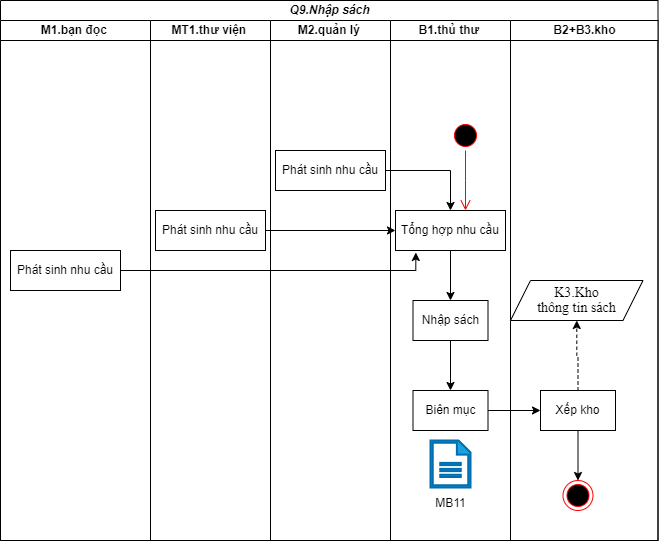 Q9.Nhập sách
M1.bạn đọc
MT1.thư viện
M2.quản lý
B1.thủ thư
B2+B3.kho
Phát sinh nhu cầu
Phát sinh nhu cầu
Tổng hợp nhu cầu
Phát sinh nhu cầu
K3.Kho
thông tin sách
Nhập sách
Biên mục
Xếp kho
MB11